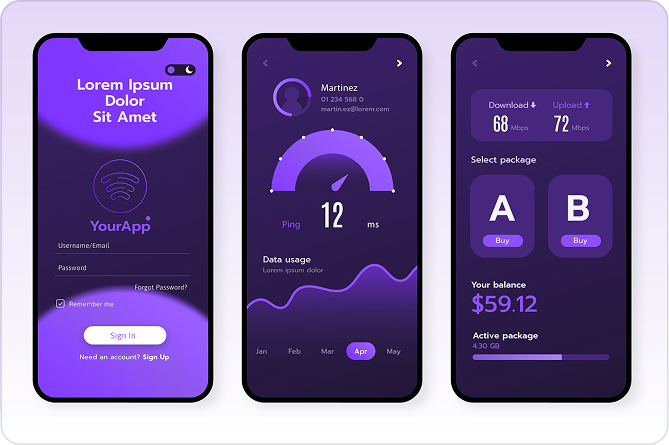 Lorem Ipsum
Dolor
Sit Amet
YourApp
Username/Email
Password
Forgot Password?
Remember me
Sign In
Need an account? Sign Up
Martinez
01 234 568 0
martin.ez@lorem.com
Ping 12 ms
Data usage
Lorem ipsum dolor
Jan Feb Mar Apr May
Download Upload
68 Mbps 72 Mbps
Select package
A B
Buy Buy
Your balance
$59.12
Active package
4.30 GB